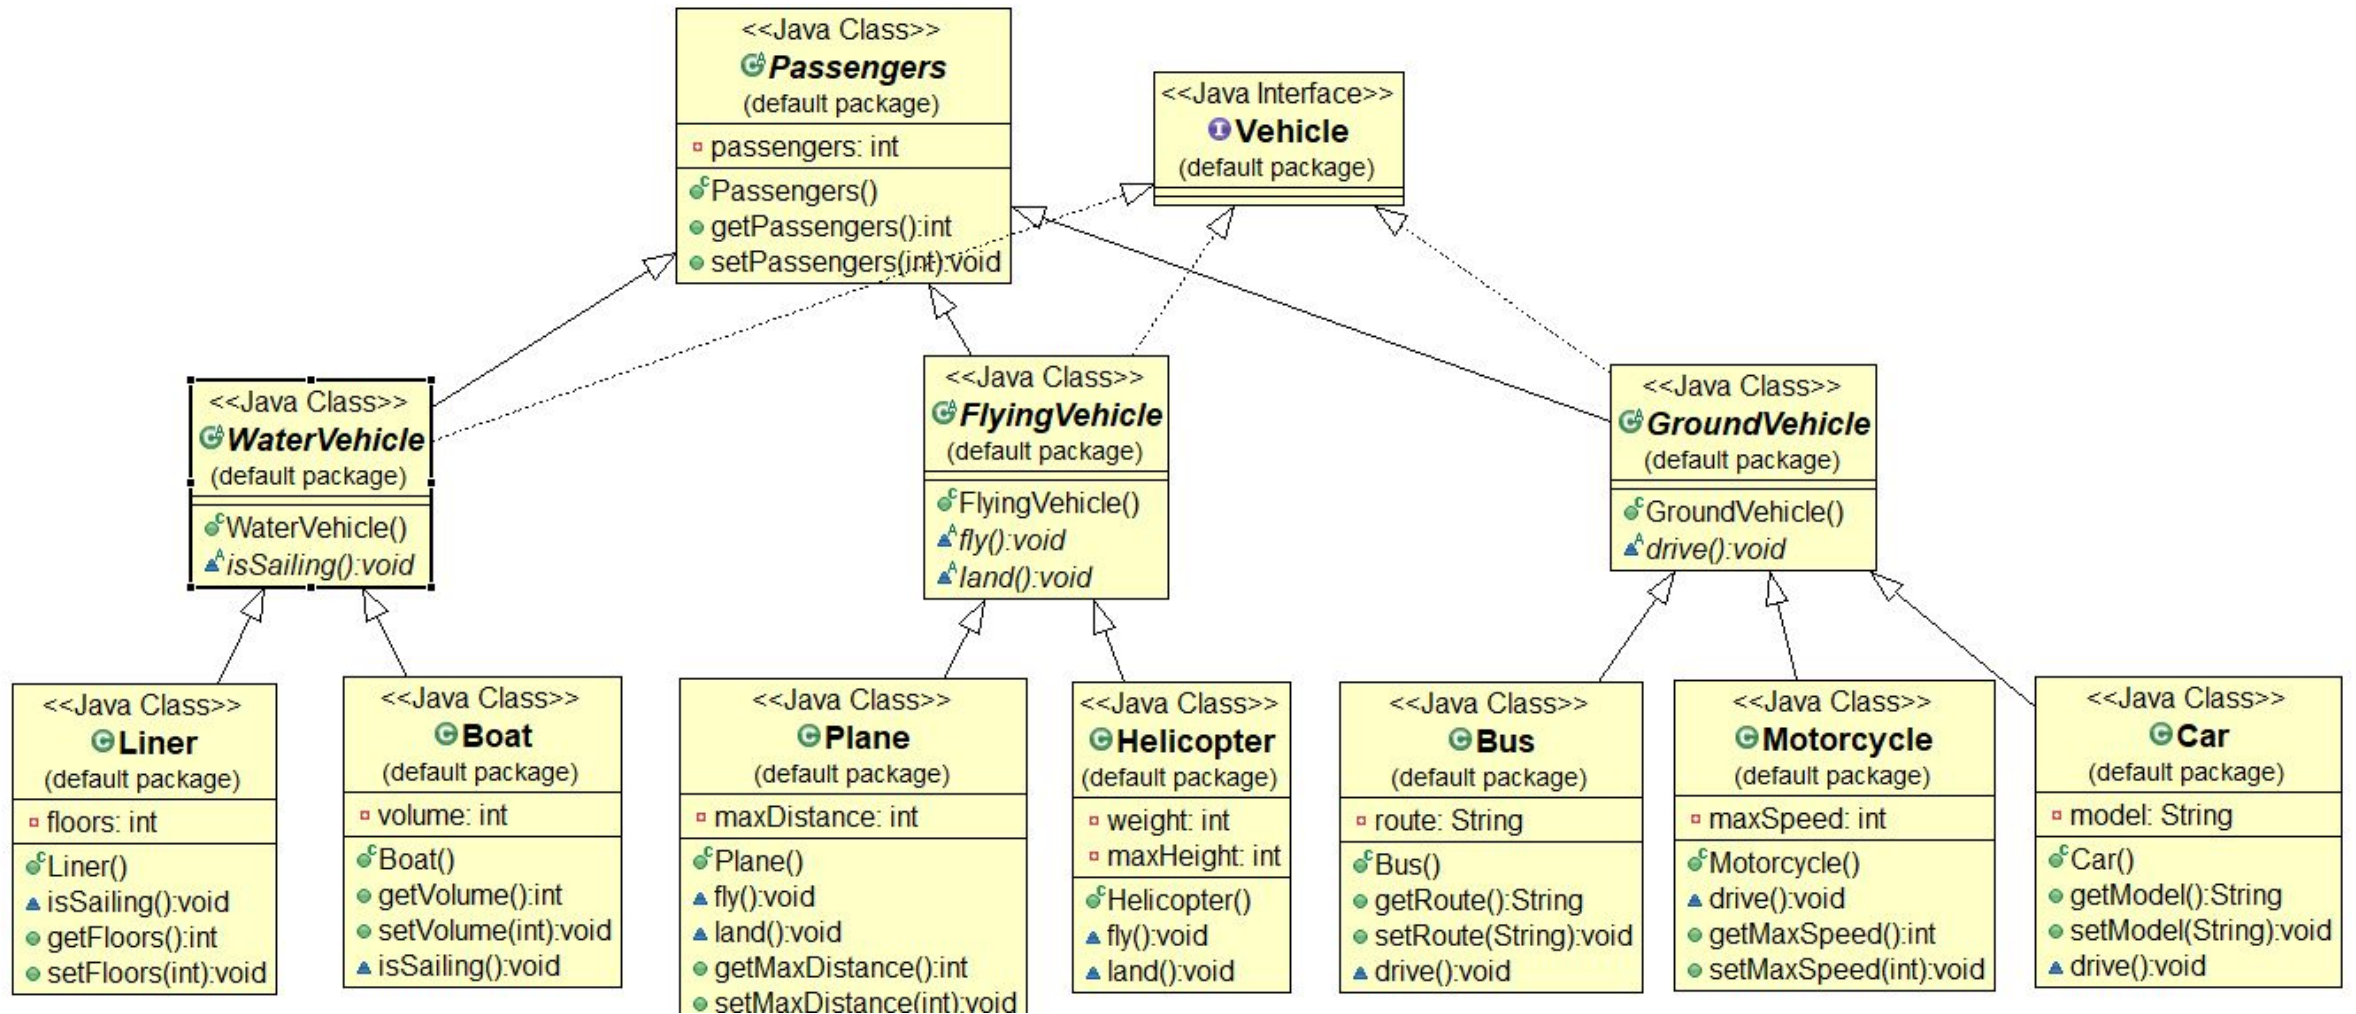 <<Java Class>>
Passengers
(default package)
passengers: int
Passengers()
getPassengers():int
setPassengers(int):void
<<Java Interface>>
Vehicle
(default package)
<<Java Class>>
WaterVehicle
(default package)
WaterVehicle()
isSailing():void
<<Java Class>>
FlyingVehicle
(default package)
FlyingVehicle()
fly():void
land():void
<<Java Class>>
GroundVehicle
(default package)
GroundVehicle()
drive():void
<<Java Class>>
Liner
(default package)
floors: int
Liner()
isSailing():void
getFloors():int
setFloors(int):void
<<Java Class>>
Boat
(default package)
volume: int
Boat()
getVolume():int
setVolume(int):void
isSailing():void
<<Java Class>>
Plane
(default package)
maxDistance: int
Plane()
fly():void
land():void
getMaxDistance():int
setMaxDistance(int):void
<<Java Class>>
Helicopter
(default package)
weight: int
maxHeight: int
Helicopter()
fly():void
land():void
<<Java Class>>
Bus
(default package)
route: String
Bus()
getRoute():String
setRoute(String):void
drive():void
<<Java Class>>
Motorcycle
(default package)
maxSpeed: int
Motorcycle()
drive():void
getMaxSpeed():int
setMaxSpeed(int):void
<<Java Class>>
Car
(default package)
model: String
Car()
getModel():String
setModel(String):void
drive():void